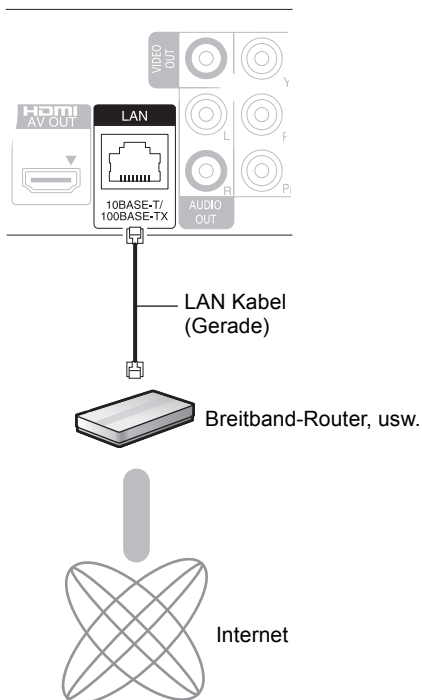 VIDEO
OUT
Y
HDMI
AV OUT
LAN
L
R
10BASE-T/
100BASE-TX
AUDIO
OUT
LAN Kabel
(Gerade)
Breitband-Router, usw.
Internet